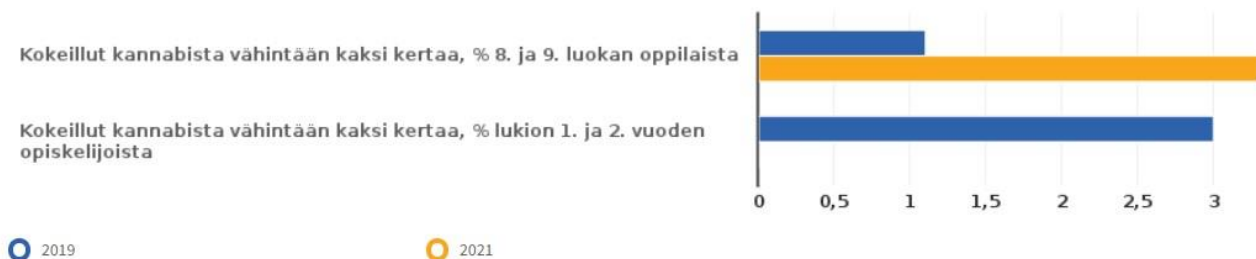 Kokeillut kannabista vähintään kaksi kertaa, % 8. ja 9. luokan oppilaista
Kokeillut kannabista vähintään kaksi kertaa, % lukion 1. ja 2. vuoden
opiskelijoista
0 0,5 1 1,5 2 2,5 3
2019 2021